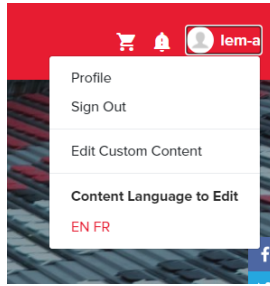 lem-a
Profile
Sign Out
Edit Custom Content
Content Language to Edit
EN FR